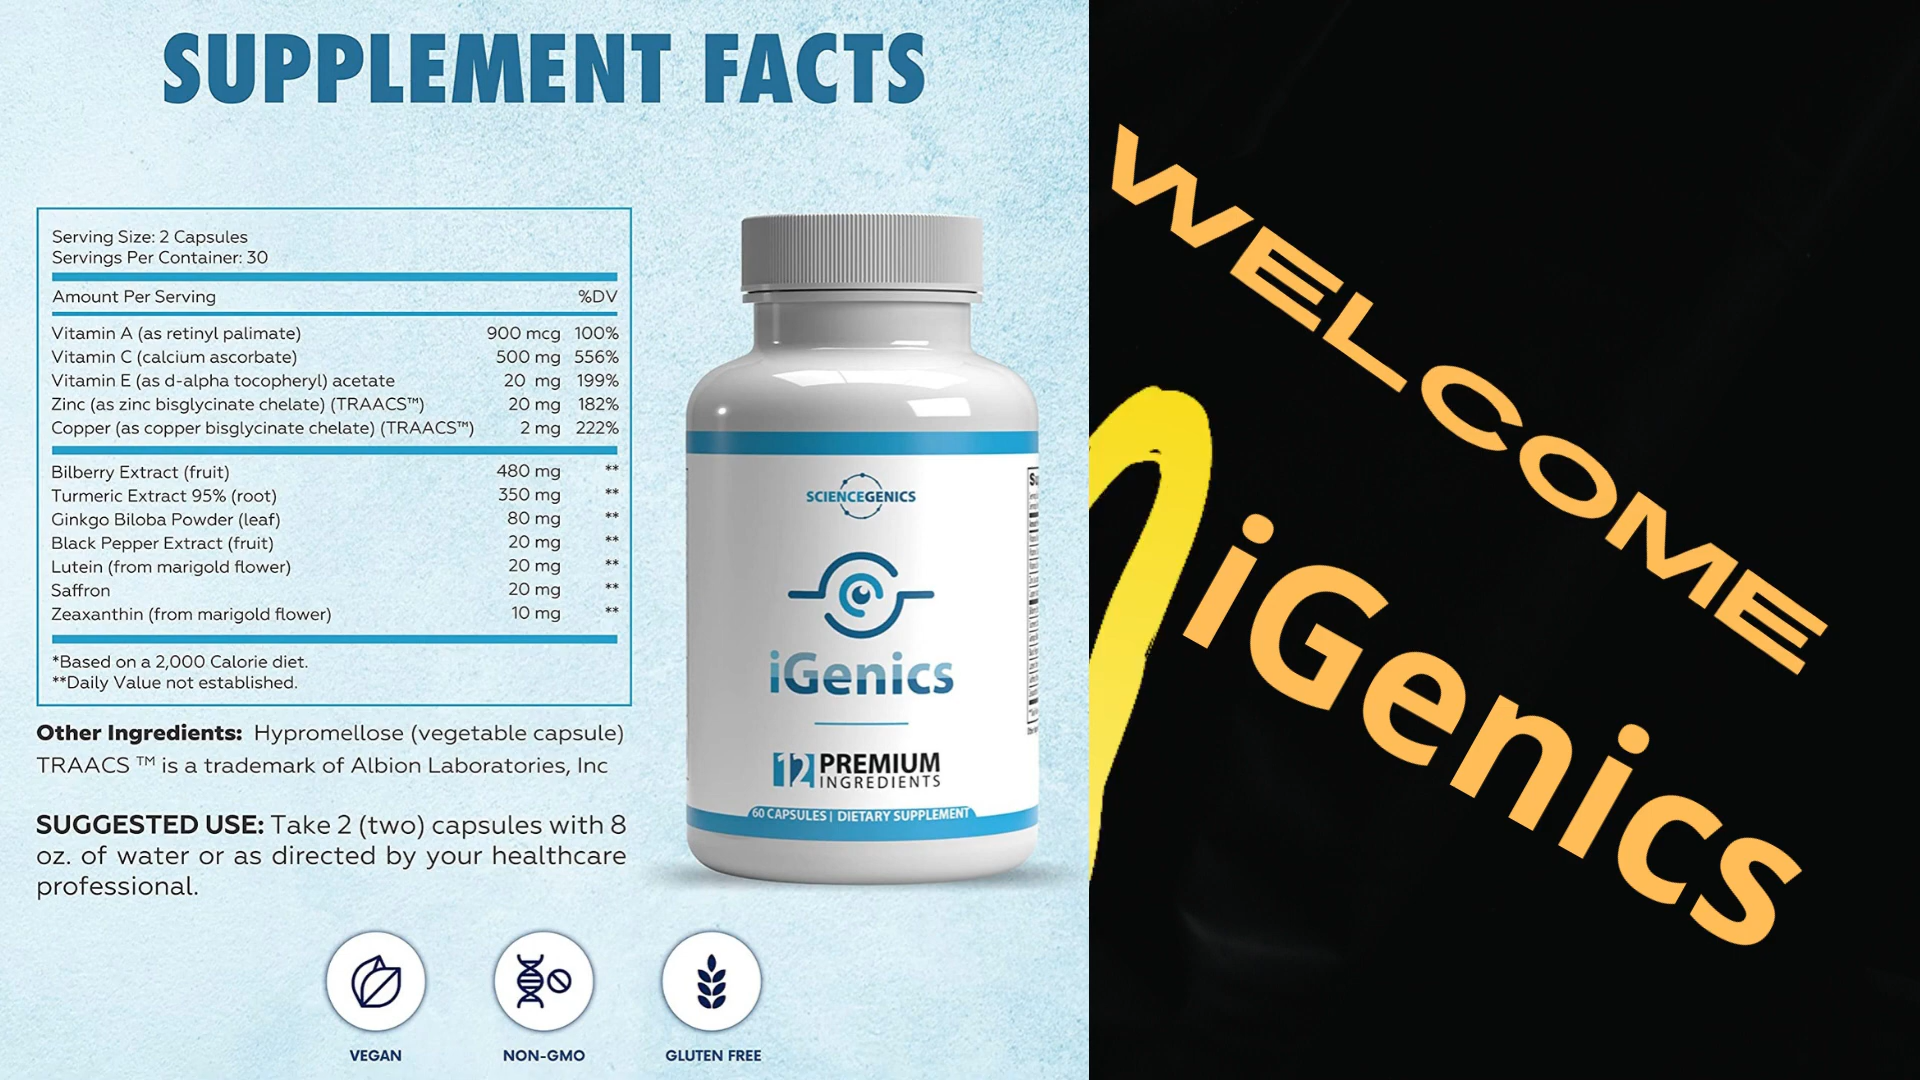 SUPPLEMENT FACTS
Serving Size: 2 Capsules
Servings Per Container: 30
Amount Per Serving %DV
Vitamin A (as retinyl palimate) 900 mcg 100%
Vitamin C (calcium ascorbate) 500 mg 556%
Vitamin E (as d-alpha tocopheryl) acetate 20 mg 199%
Zinc (as zinc bisglycinate chelate) (TRAACS™) 20 mg 182%
Copper (as copper bisglycinate chelate) (TRAACS™) 2 mg 222%
Bilberry Extract (fruit) 480 mg **
Turmeric Extract 95% (root) 350 mg **
Ginkgo Biloba Powder (leaf) 80 mg **
Black Pepper Extract (fruit) 20 mg **
Lutein (from marigold flower) 20 mg **
Saffron 20 mg **
Zeaxanthin (from marigold flower) 10 mg **
*Based on a 2,000 Calorie diet.
**Daily Value not established.
Other Ingredients: Hypromellose (vegetable capsule)
TRAACS ™ is a trademark of Albion Laboratories, Inc
SUGGESTED USE: Take 2 (two) capsules with 8
oz. of water or as directed by your healthcare
professional.
VEGAN
NON-GMO
GLUTEN FREE
SCIENCEGENICS
iGenics
12 PREMIUM
INGREDIENTS
60 CAPSULES | DIETARY SUPPLEMENT
WELCOME
iGenics